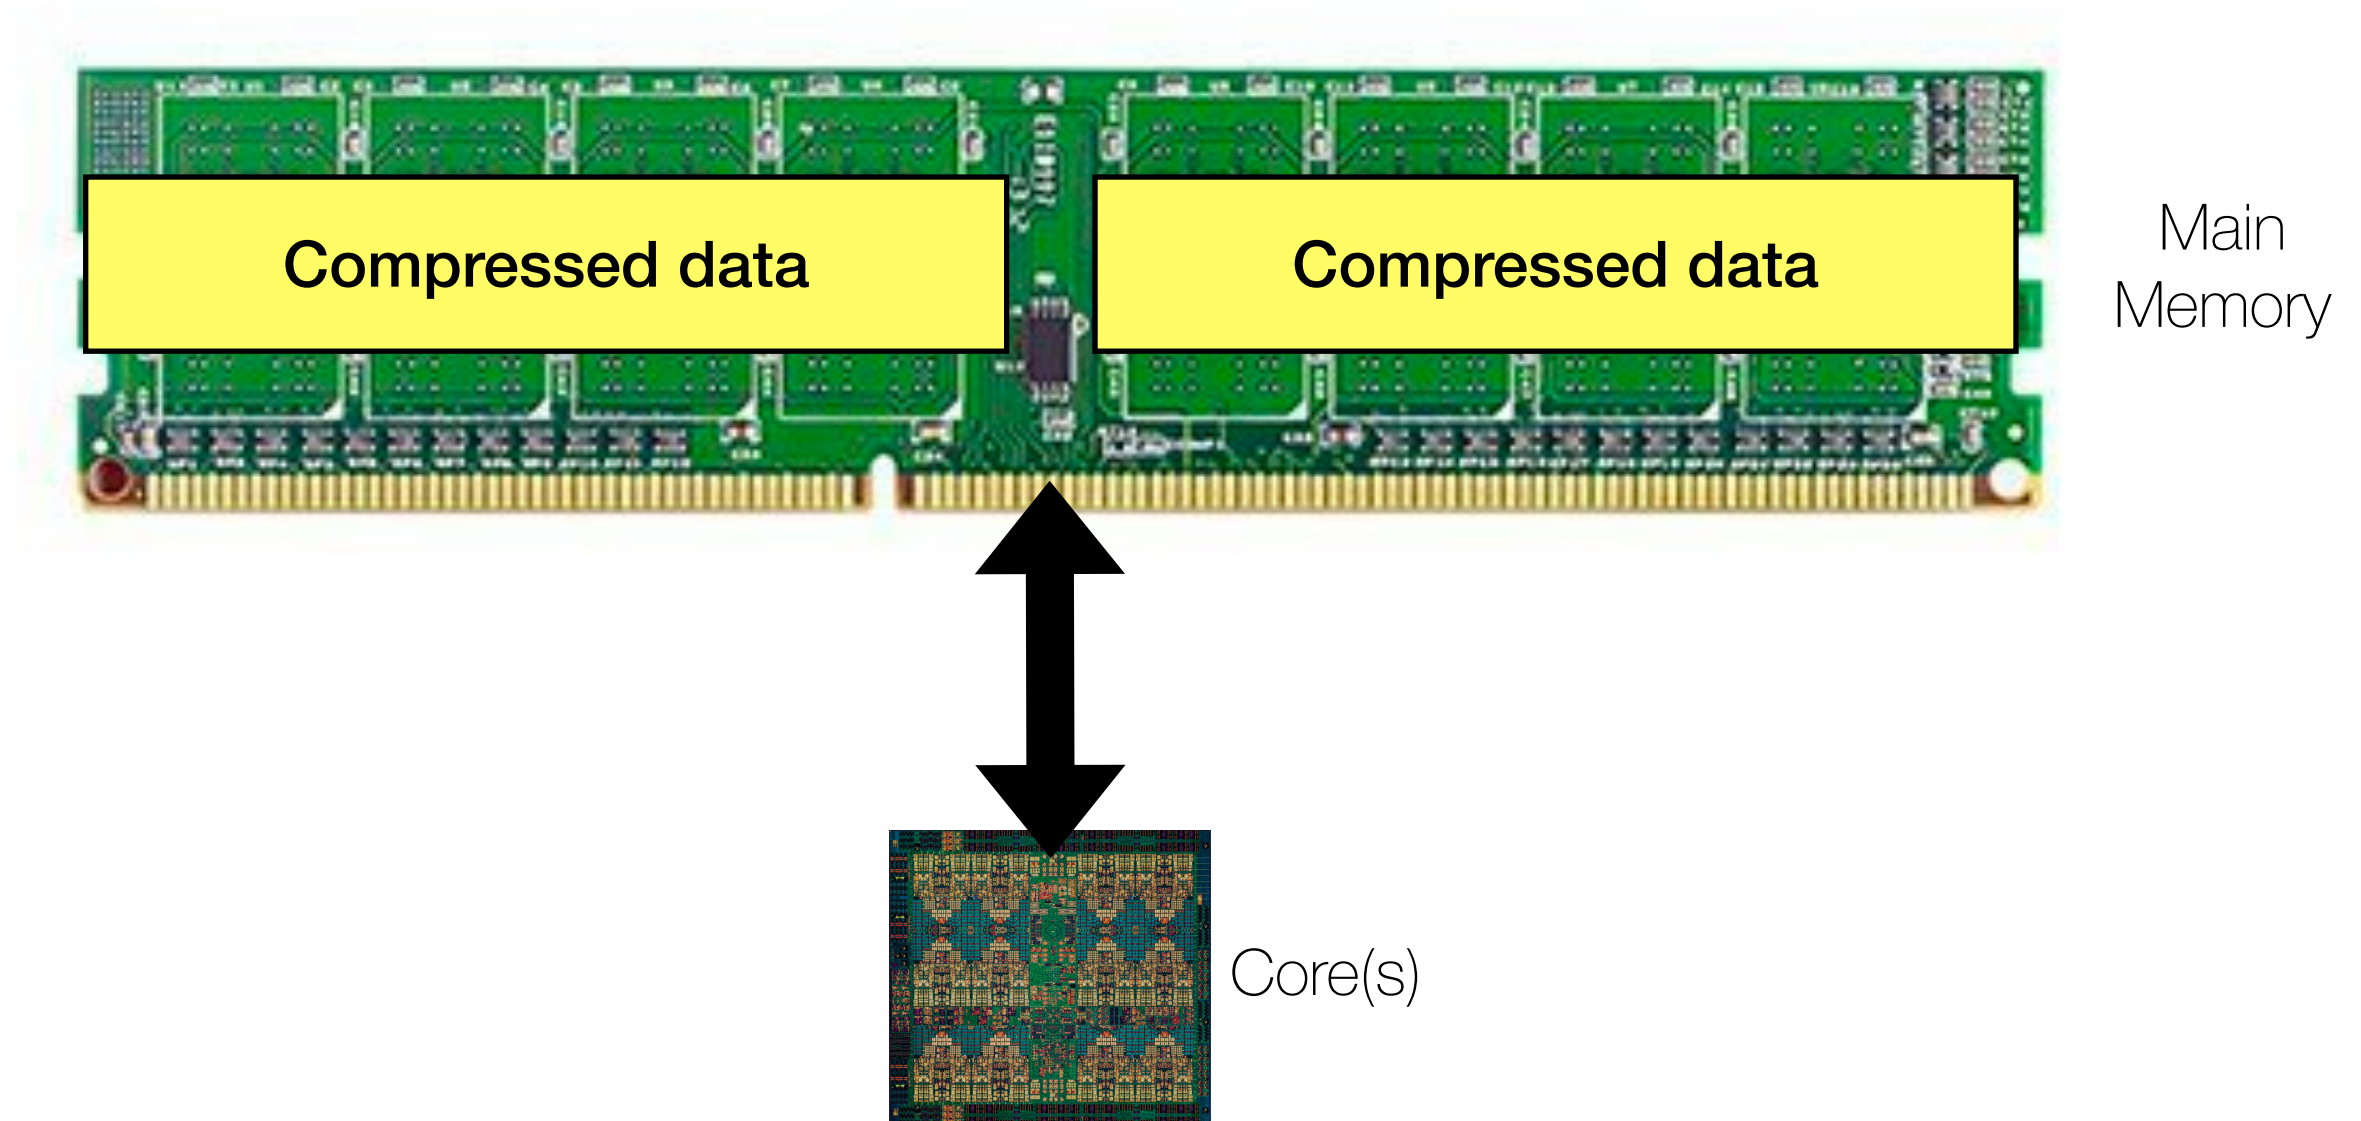 Compressed data
Compressed data
Main
Memory
Core(s)